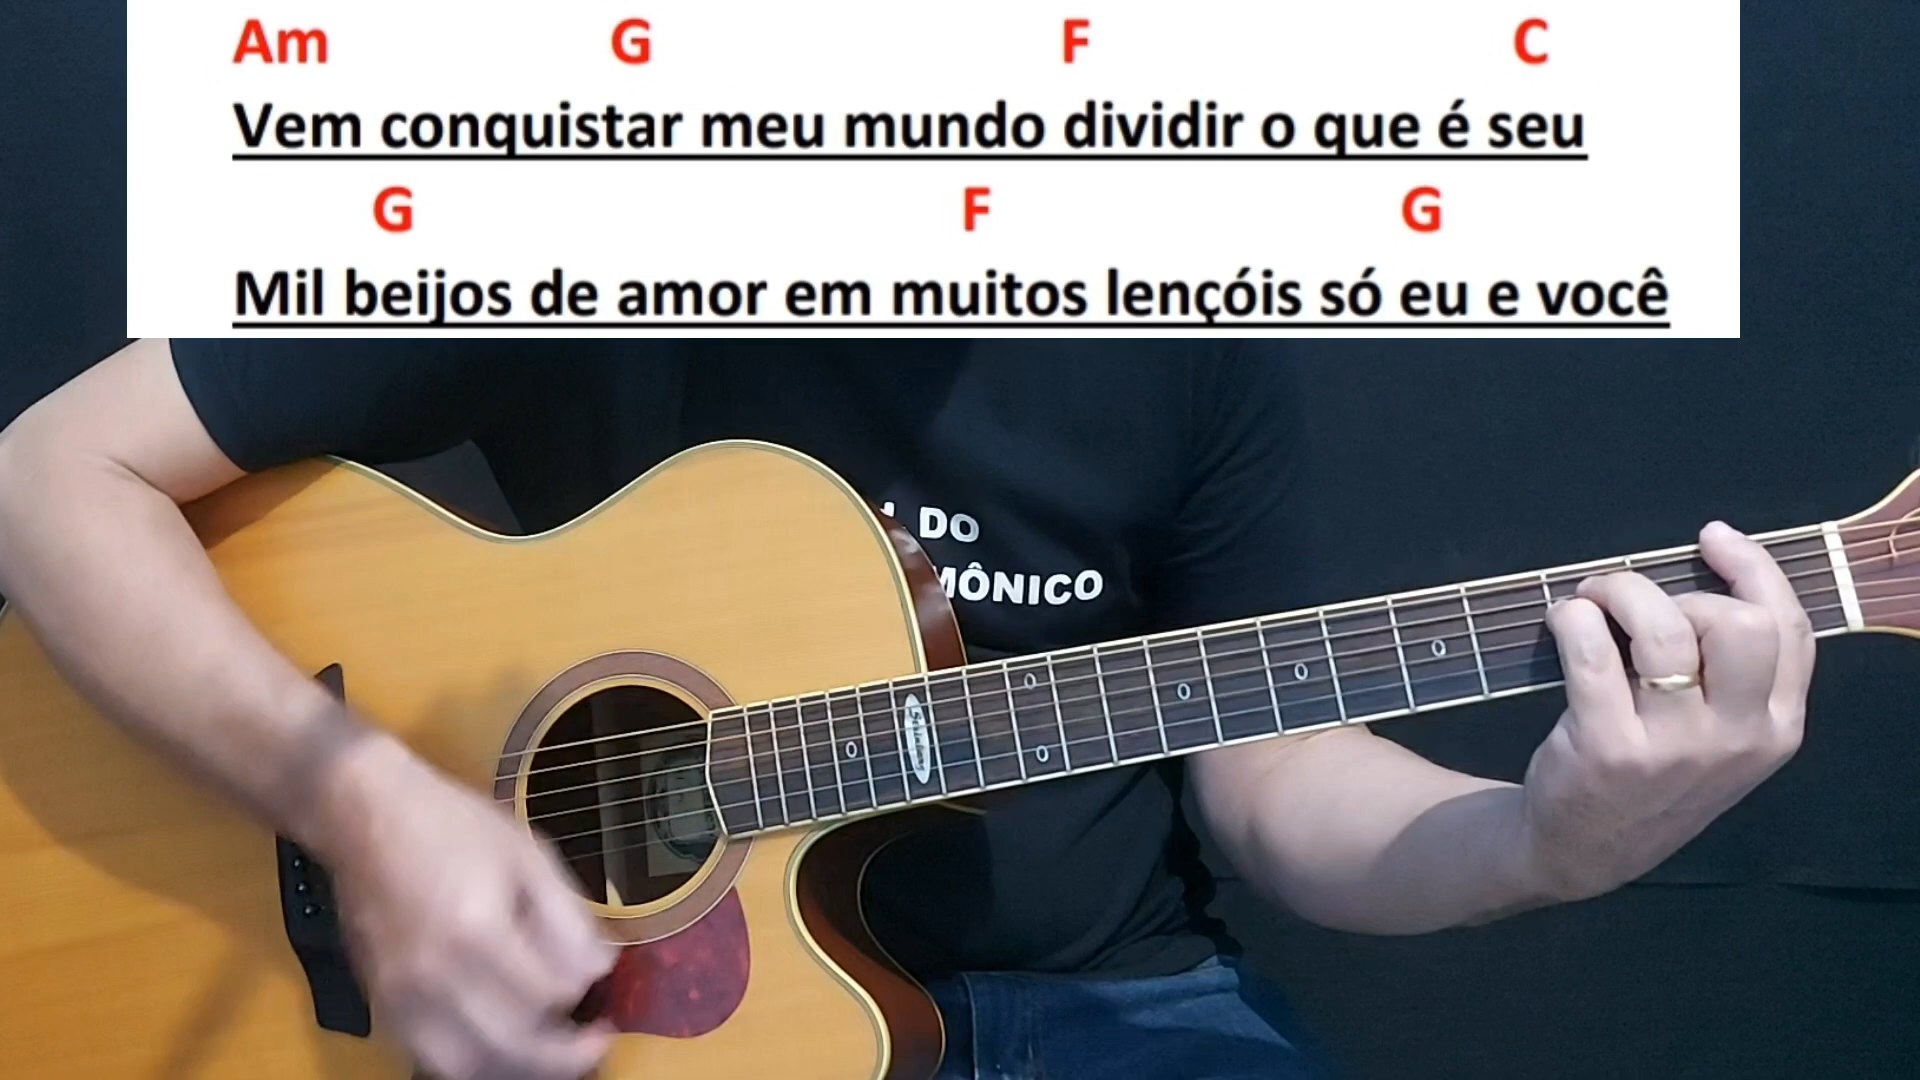 Am G F C
Vem conquistar meu mundo dividir o que é seu
G F G
Mil beijos de amor em muitos lençóis só eu e você
DO
MÔNICO